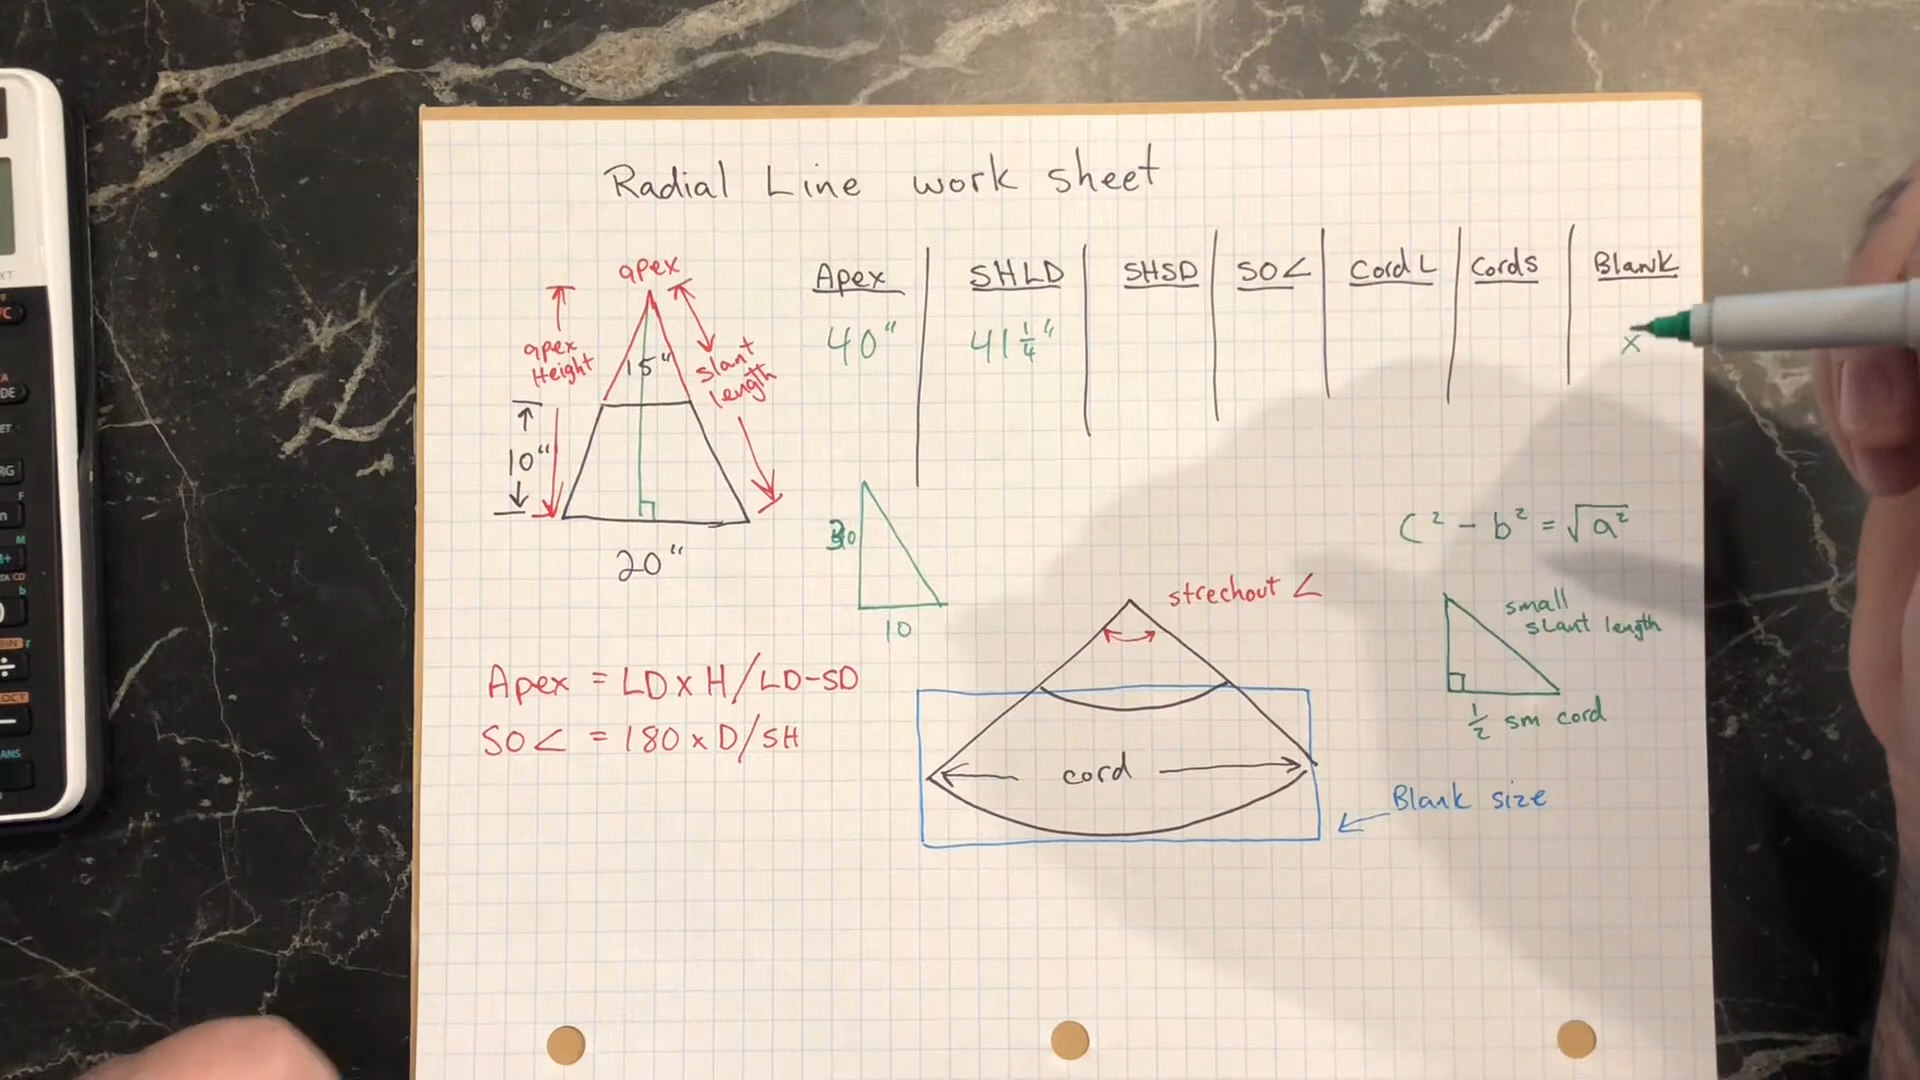 Radial Line work sheet
Apex SHLD SHSD SO∠ Cord L Cords Blank
40" 41 1/4" x
apex
apex
Height
15"
slant
length
10"
20"
10
C² - b² = √a²
strechout ∠
small
slant length
1/2 sm cord
Apex = LD x H/LD-SD
SO∠ = 180 x D/SH
cord
Blank size